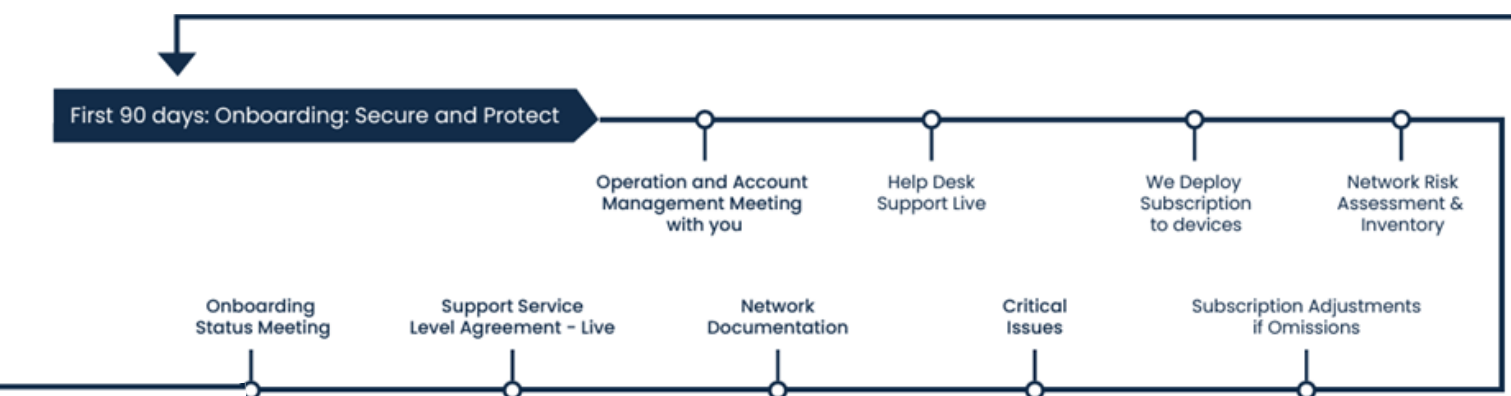 First 90 days: Onboarding: Secure and Protect
Operation and Account
Management Meeting
with you
Help Desk
Support Live
We Deploy
Subscription
to devices
Network Risk
Assessment &
Inventory
Onboarding
Status Meeting
Support Service
Level Agreement - Live
Network
Documentation
Critical
Issues
Subscription Adjustments
if Omissions